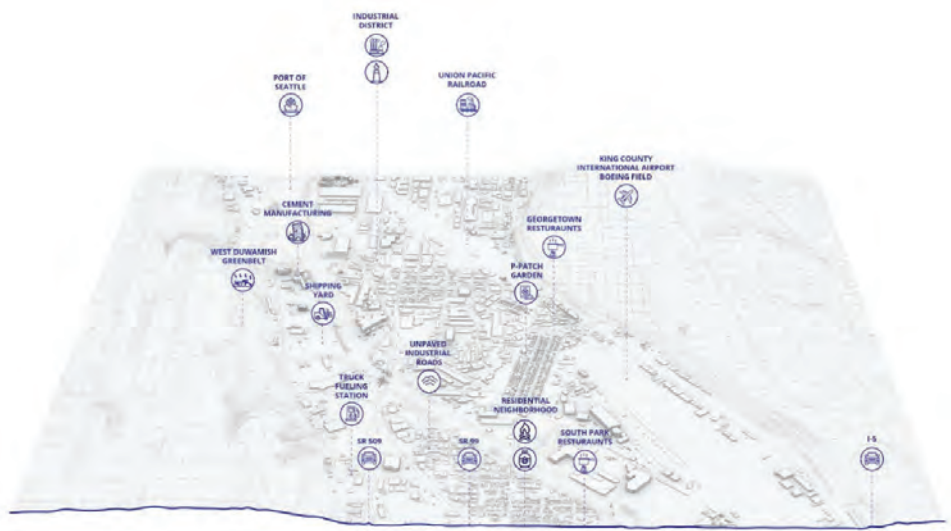 INDUSTRIAL
DISTRICT
PORT OF
SEATTLE
UNION PACIFIC
RAILROAD
KING COUNTY
INTERNATIONAL AIRPORT
BOEING FIELD
CEMENT
MANUFACTURING
GEORGETOWN
RESTURAUNTS
WEST DUWAMISH
GREENBELT
P-PATCH
GARDEN
SHIPPING
YARD
UNPAVED
INDUSTRIAL
ROADS
TRUCK
FUELING
STATION
RESIDENTIAL
NEIGHBORHOOD
SOUTH PARK
RESTURAUNTS
SR 509
SR 99
I-5